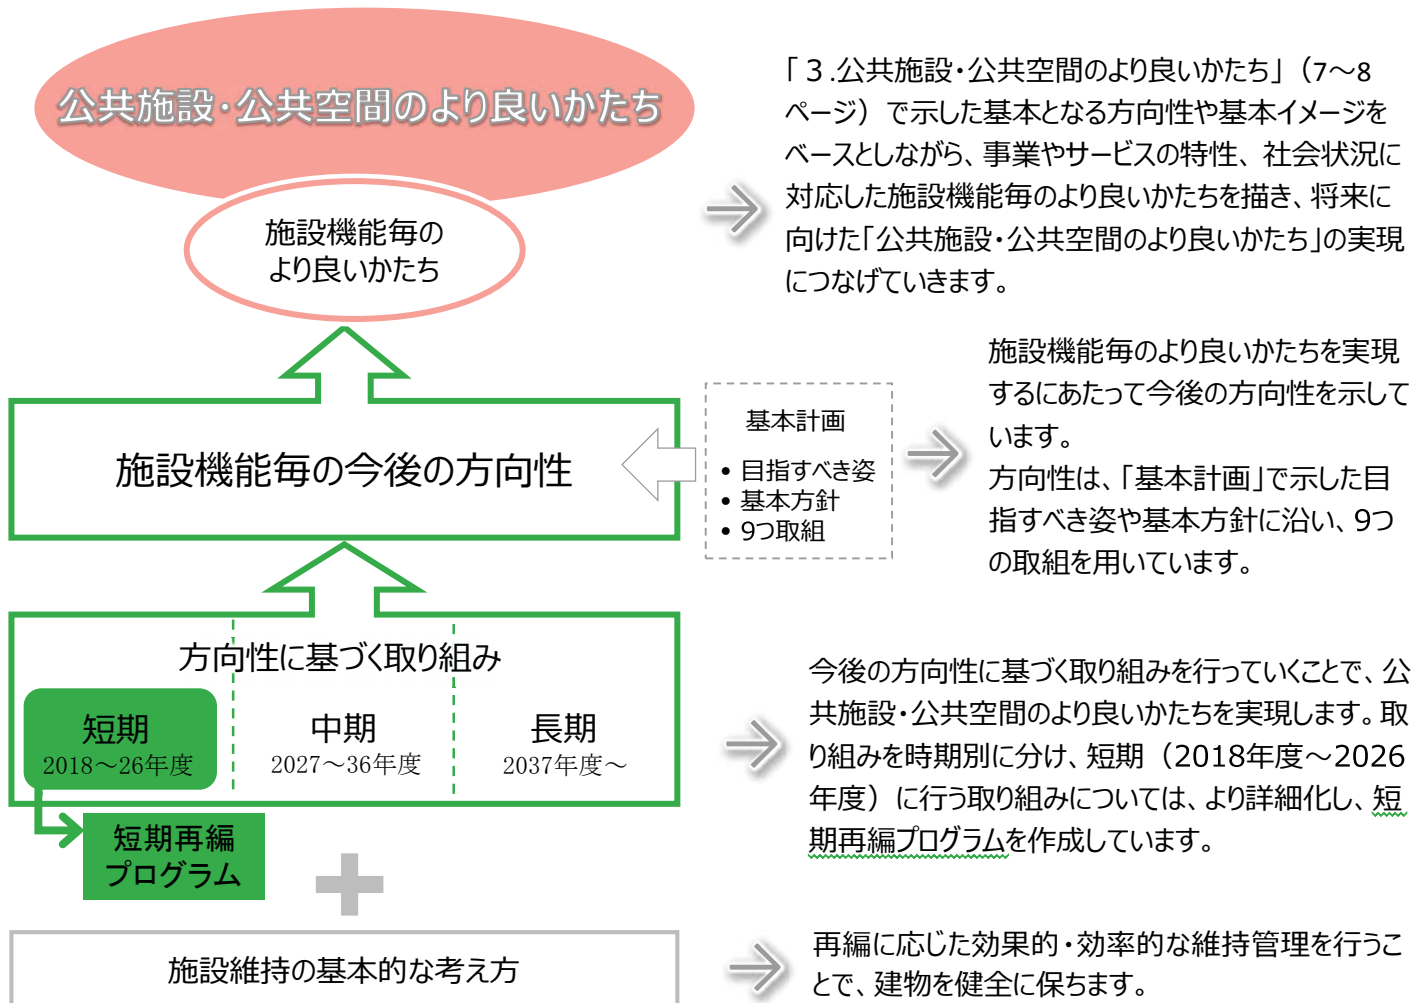 公共施設・公共空間のより良いかたち
施設機能毎の
より良いかたち
「３.公共施設・公共空間のより良いかたち」（7～8
ページ）で示した基本となる方向性や基本イメージを
ベースとしながら、事業やサービスの特性、社会状況に
対応した施設機能毎のより良いかたちを描き、将来に
向けた「公共施設・公共空間のより良いかたち」の実現
につなげていきます。
施設機能毎の今後の方向性
基本計画
• 目指すべき姿
• 基本方針
• 9つ取組
施設機能毎のより良いかたちを実現
するにあたって今後の方向性を示して
います。
方向性は、「基本計画」で示した目
指すべき姿や基本方針に沿い、9つ
の取組を用いています。
方向性に基づく取り組み
短期
2018～26年度
中期
2027～36年度
長期
2037年度～
短期再編
プログラム
今後の方向性に基づく取り組みを行っていくことで、公
共施設・公共空間のより良いかたちを実現します。取
り組みを時期別に分け、短期（2018年度～2026
年度）に行う取り組みについては、より詳細化し、短
期再編プログラムを作成しています。
施設維持の基本的な考え方
再編に応じた効果的・効率的な維持管理を行うこ
とで、建物を健全に保ちます。